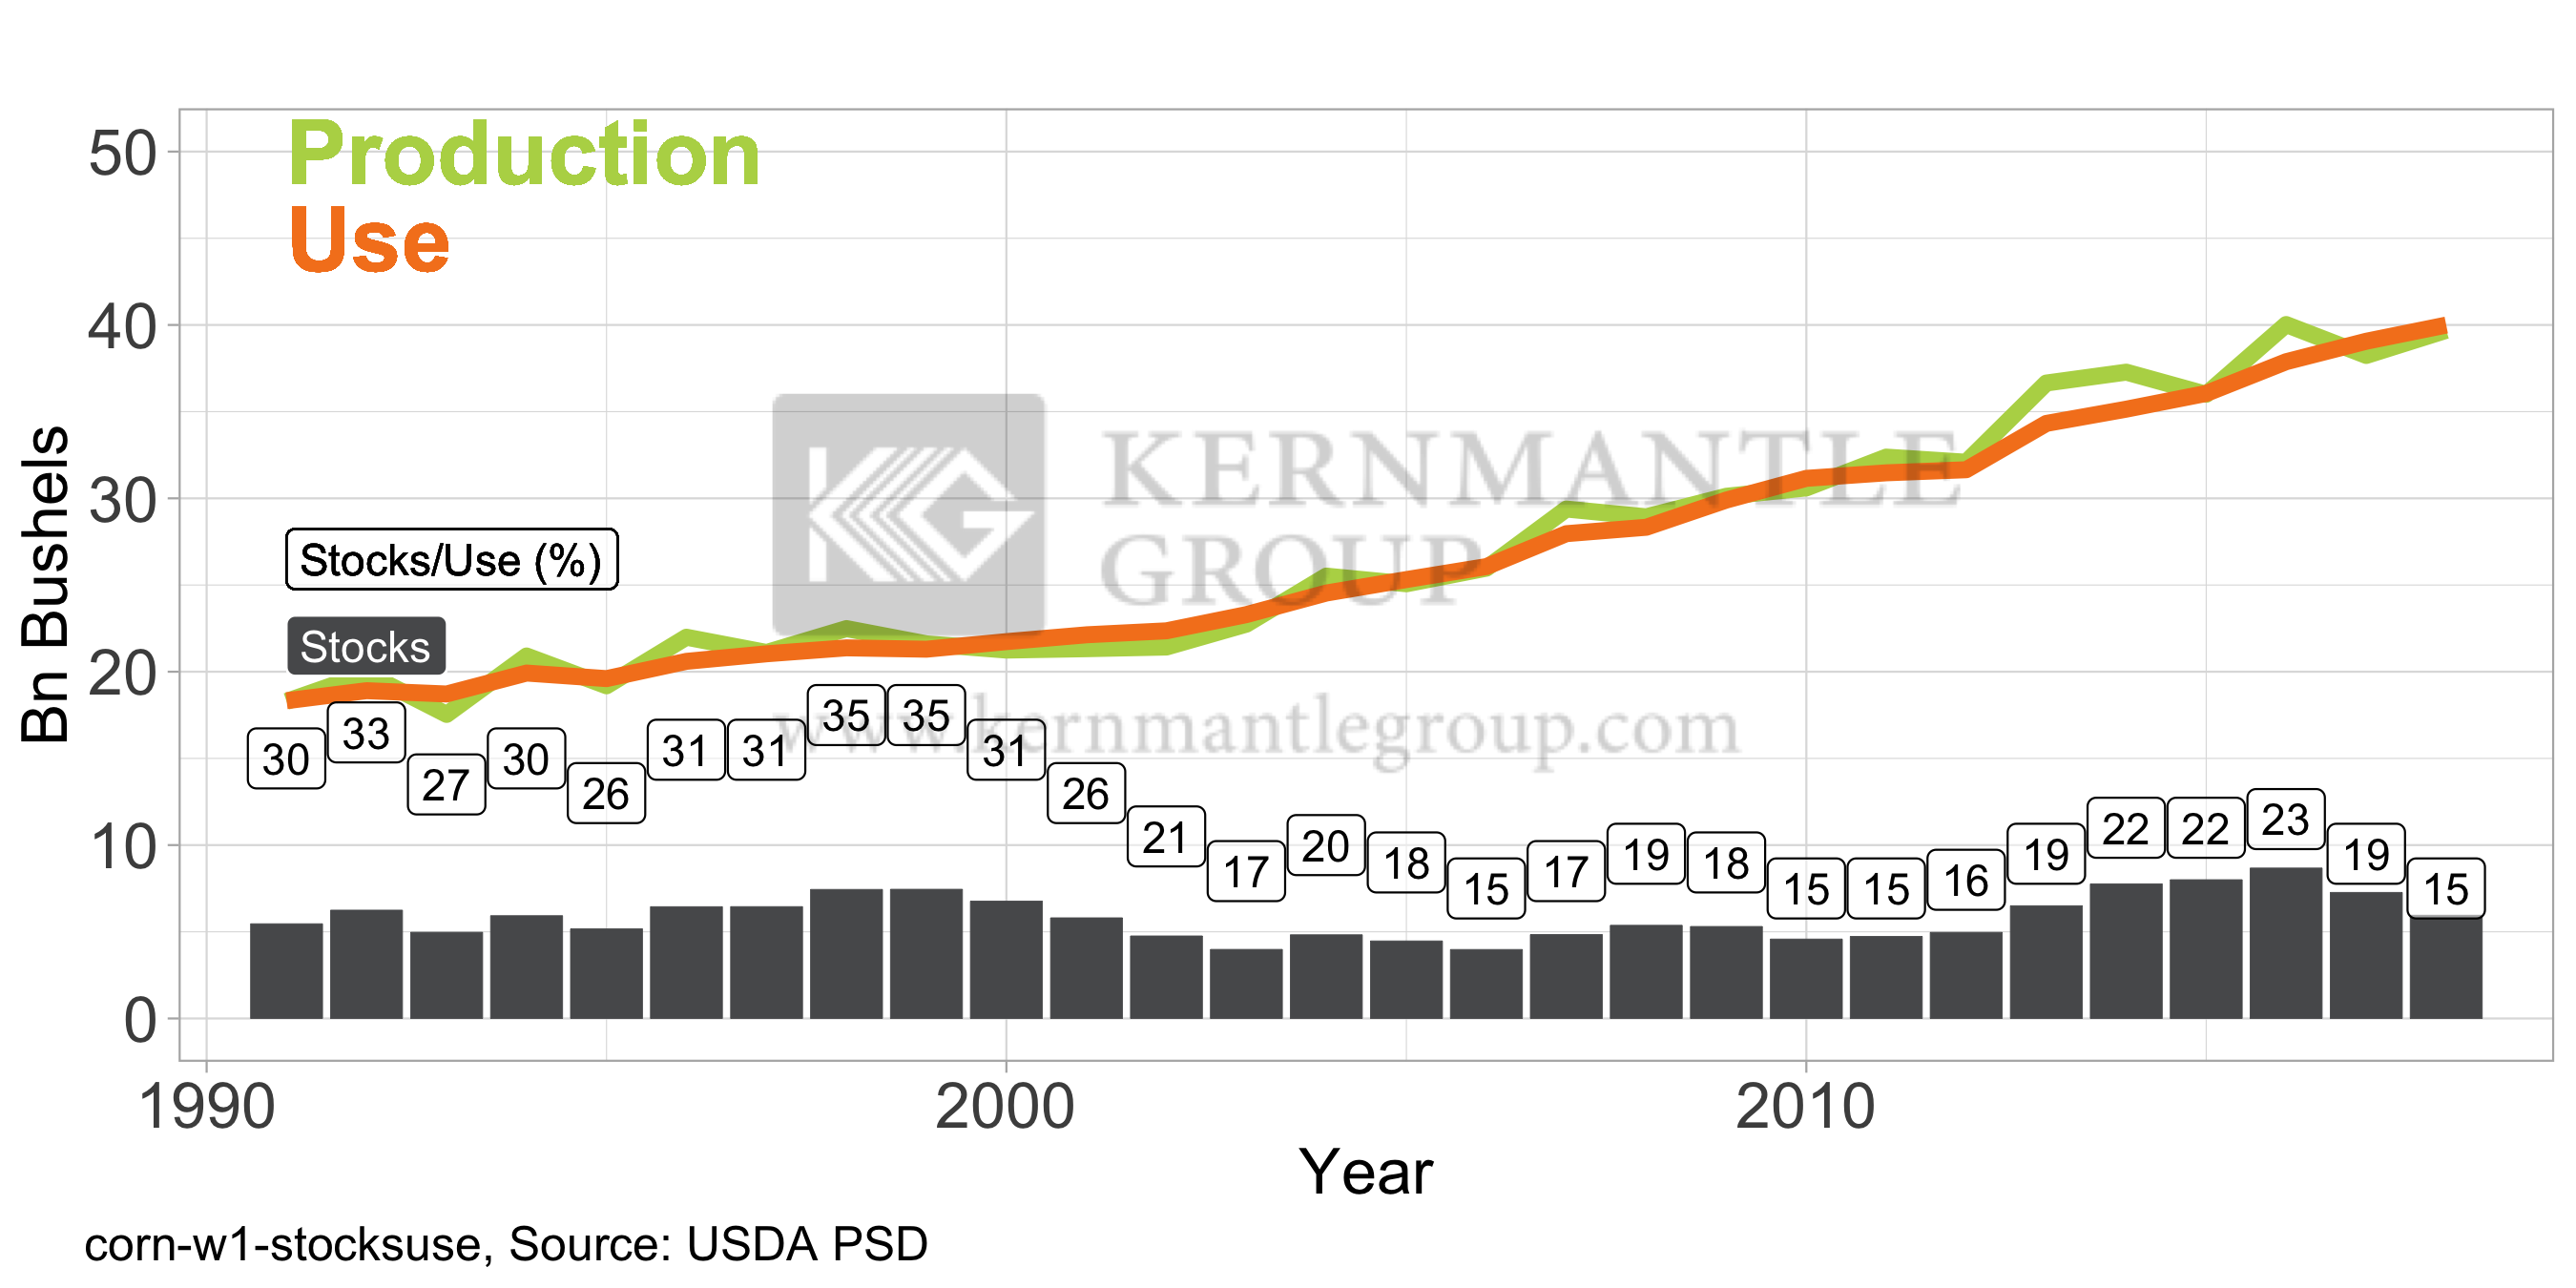 50
Production
Use
40
KERNMANTLE
30
GROUP
Stocks/Use (%)
Stocks
20
www.kernmantlegroup.com
30 33 27 30 26 31 31 35 35 31 26 21 17 20 18 15 17 19 18 15 15 16 19 22 22 23 19 15
10
0
Bn Bushels
1990 2000 2010
Year
corn-w1-stocksuse, Source: USDA PSD